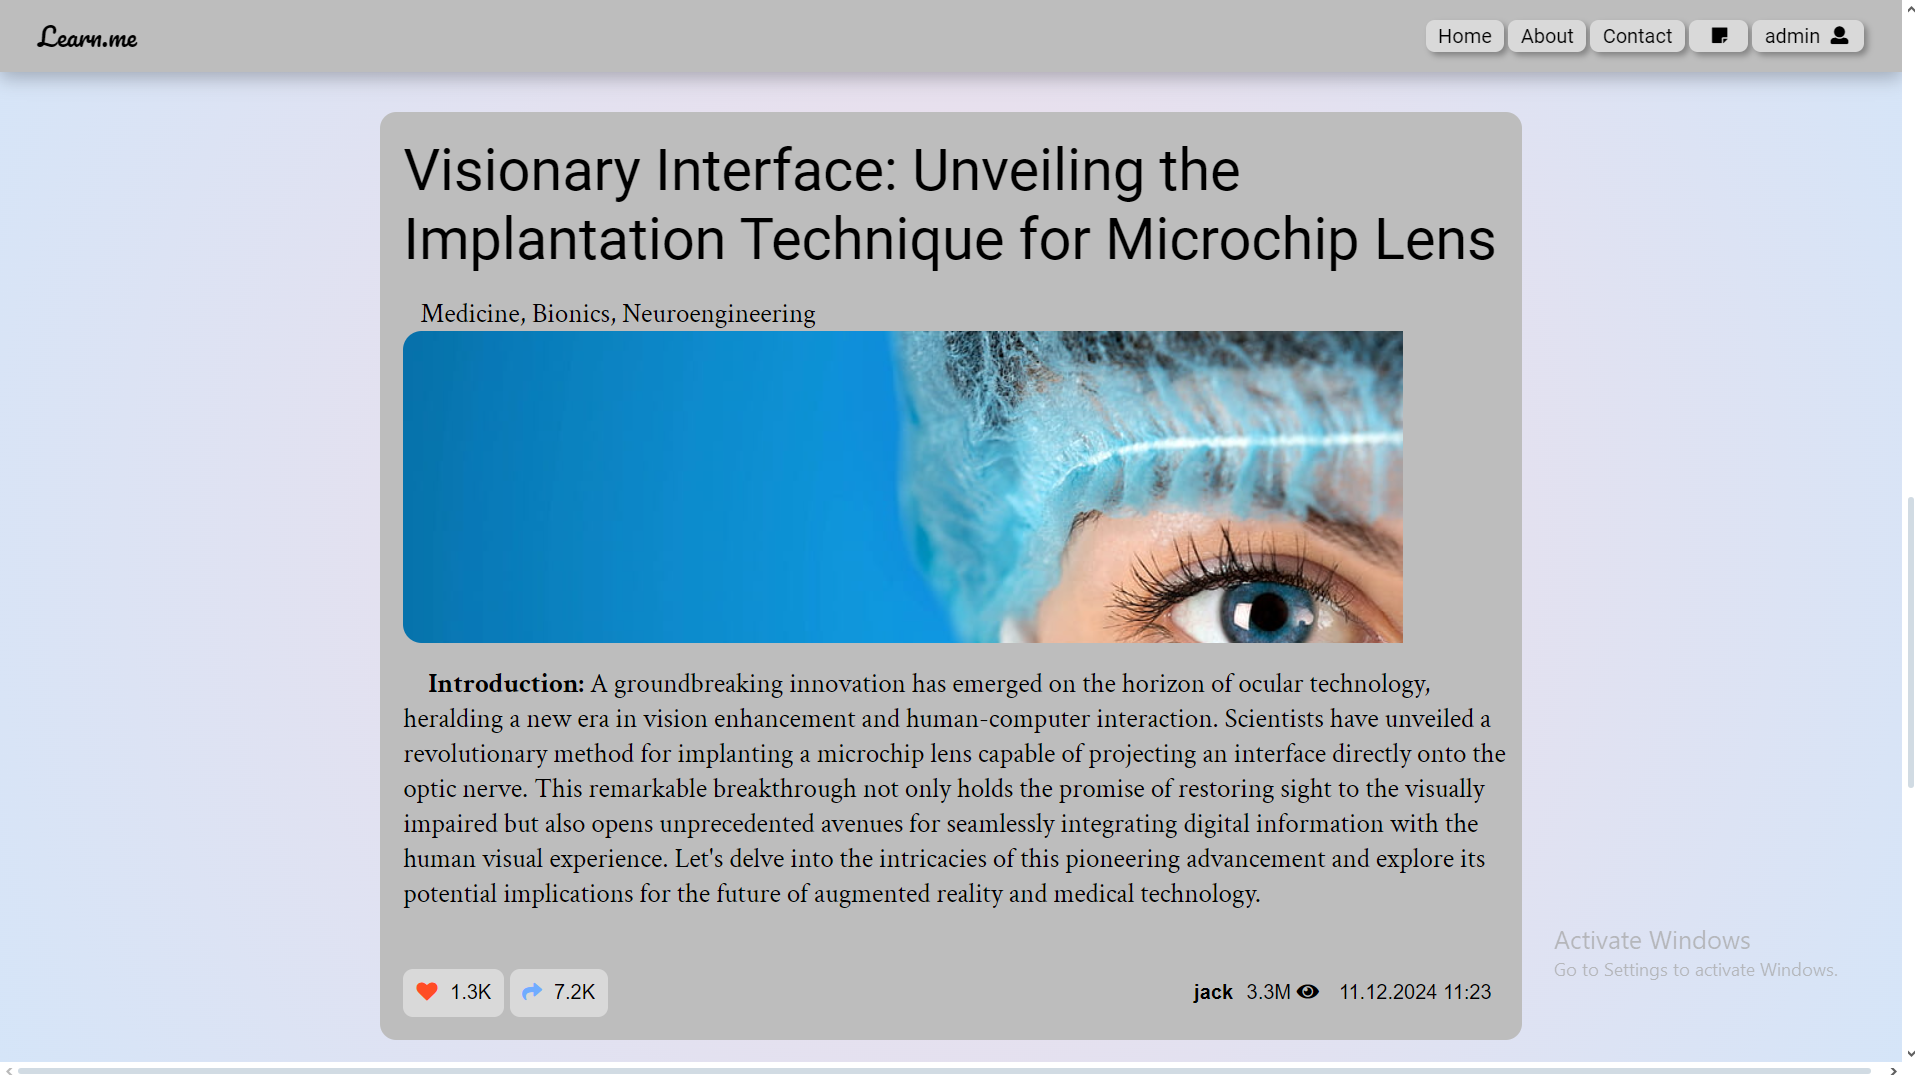 Learn.me
Home
About
Contact
admin
Visionary Interface: Unveiling the
Implantation Technique for Microchip Lens
Medicine, Bionics, Neuroengineering
Introduction: A groundbreaking innovation has emerged on the horizon of ocular technology,
heralding a new era in vision enhancement and human-computer interaction. Scientists have unveiled a
revolutionary method for implanting a microchip lens capable of projecting an interface directly onto the
optic nerve. This remarkable breakthrough not only holds the promise of restoring sight to the visually
impaired but also opens unprecedented avenues for seamlessly integrating digital information with the
human visual experience. Let's delve into the intricacies of this pioneering advancement and explore its
potential implications for the future of augmented reality and medical technology.
Activate Windows
Go to Settings to activate Windows.
1.3K
7.2K
jack 3.3M 11.12.2024 11:23